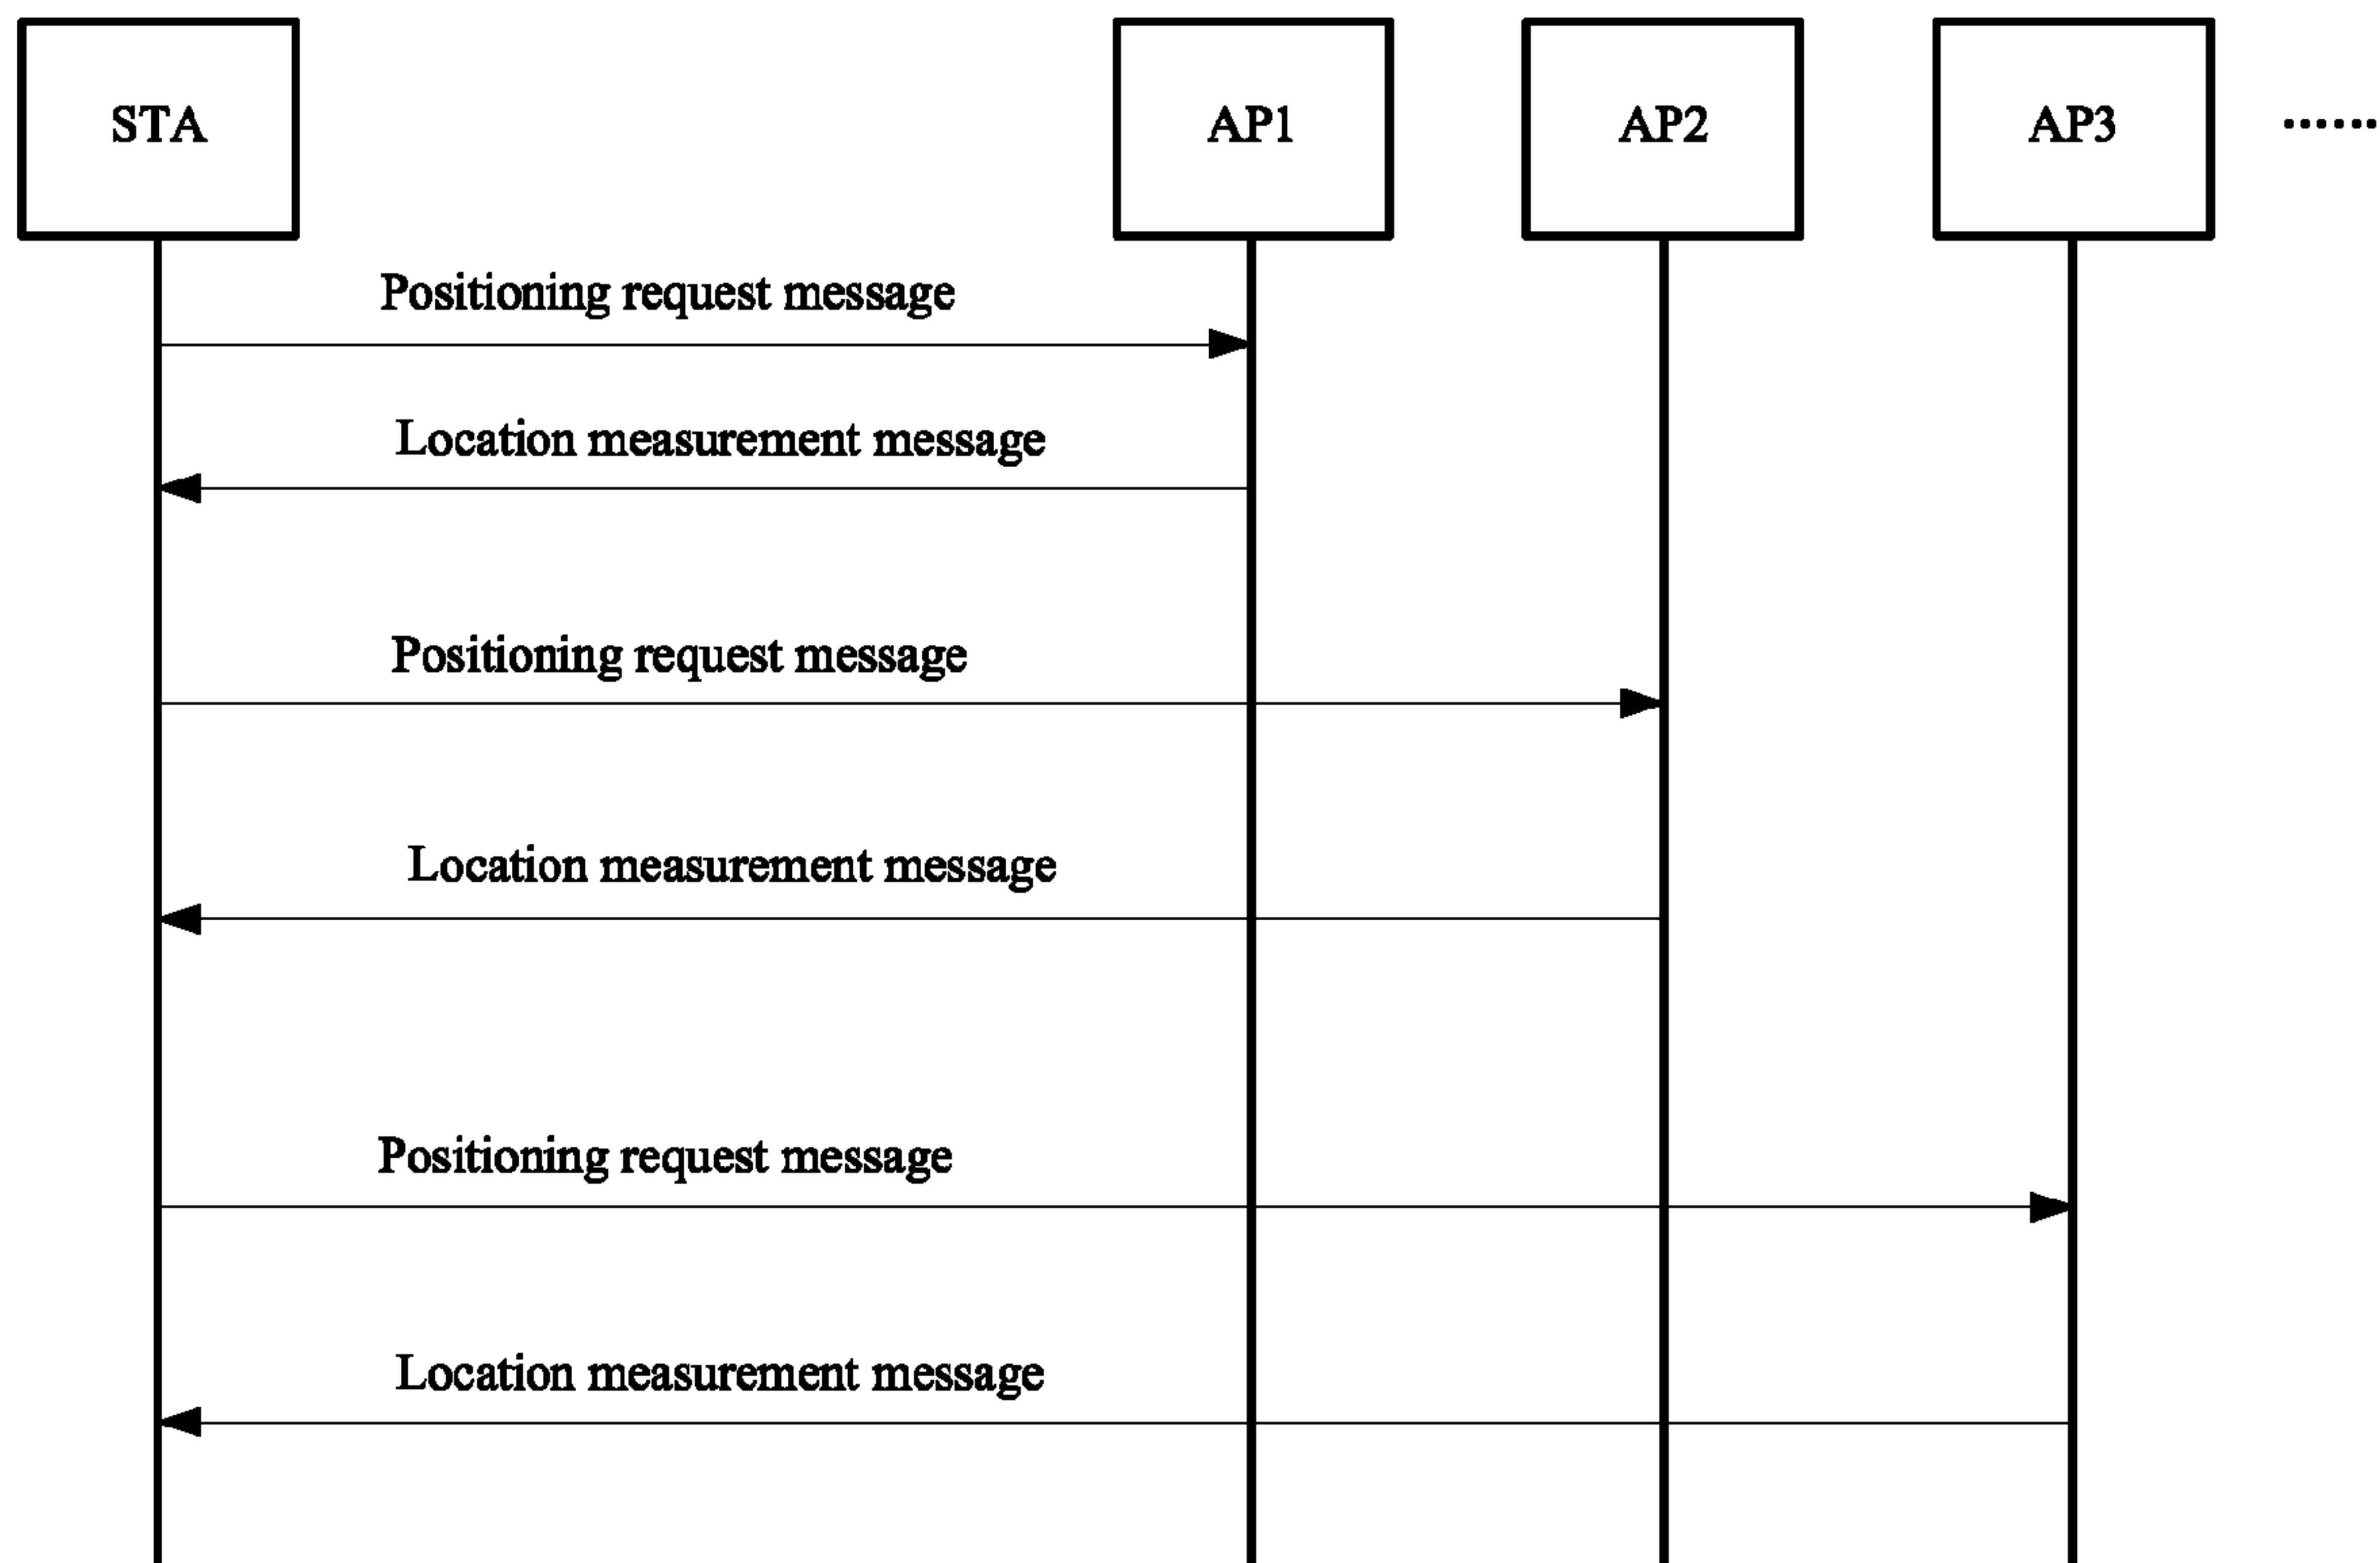 STA
AP1
AP2
AP3
......
Positioning request message
Location measurement message
Positioning request message
Location measurement message
Positioning request message
Location measurement message